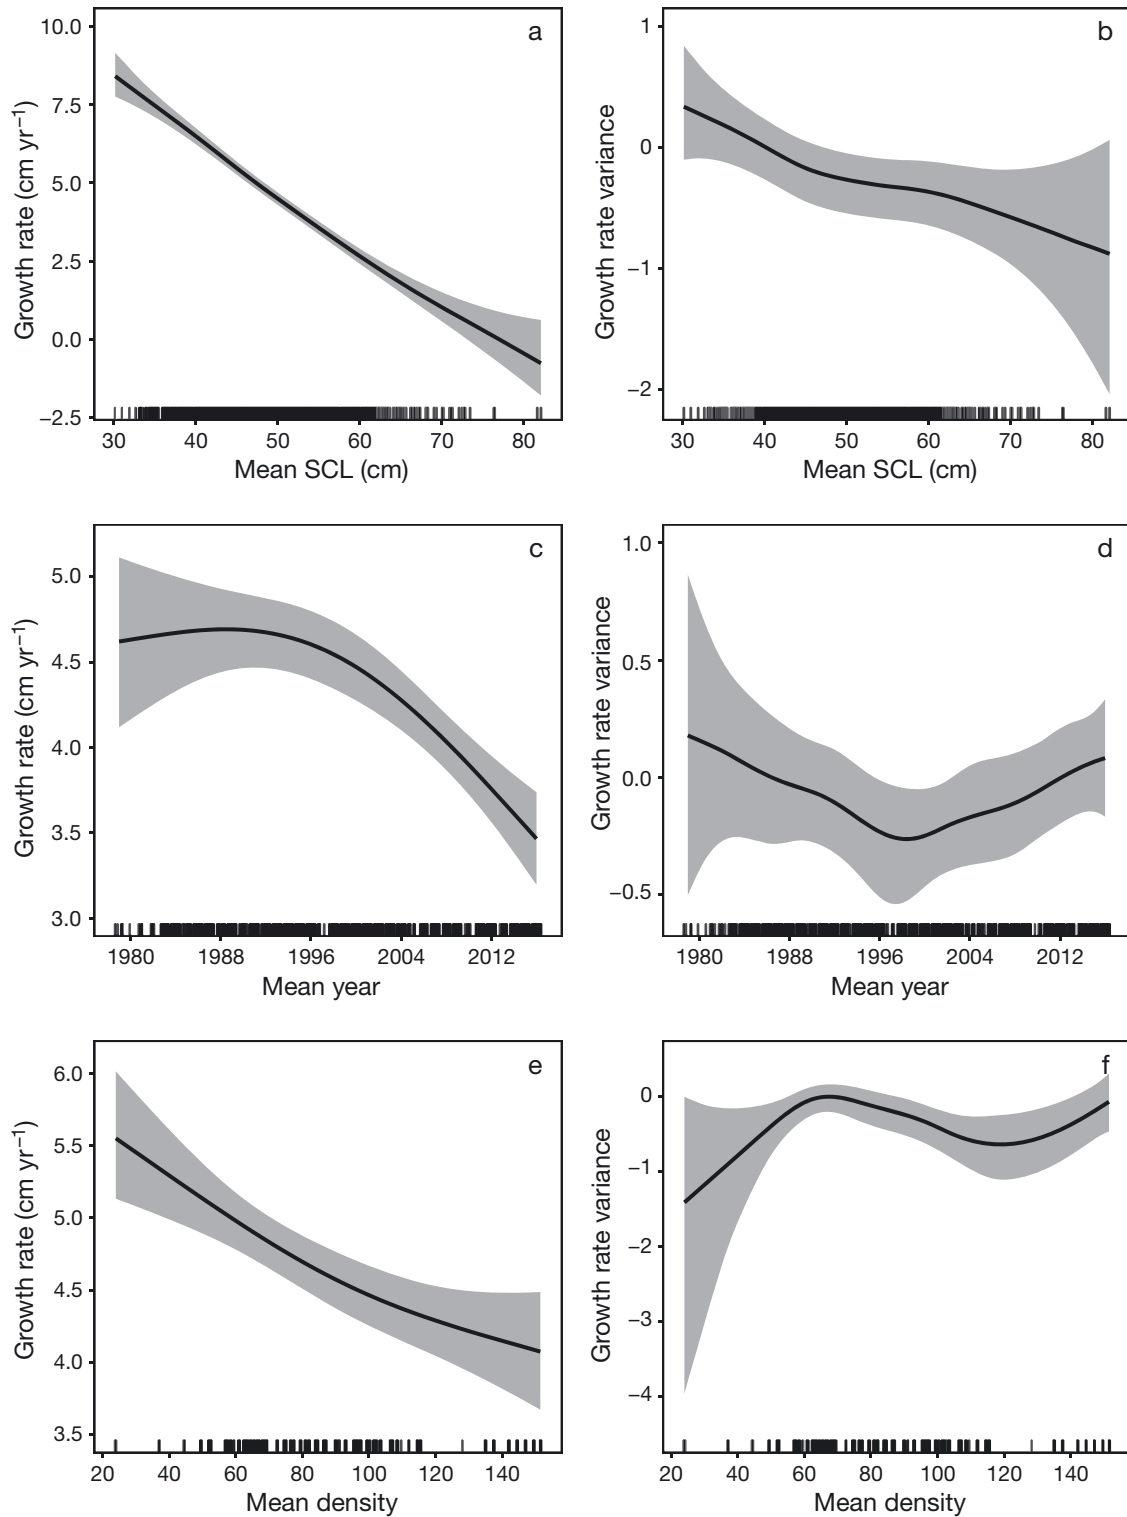 a
10.0
7.5
5.0
2.5
0.0
−2.5
Growth rate (cm yr−1)
30 40 50 60 70 80
Mean SCL (cm)
b
1
0
−1
−2
Growth rate variance
30 40 50 60 70 80
Mean SCL (cm)
c
5.0
4.5
4.0
3.5
3.0
Growth rate (cm yr−1)
1980 1988 1996 2004 2012
Mean year
d
1.0
0.5
0.0
−0.5
Growth rate variance
1980 1988 1996 2004 2012
Mean year
e
6.0
5.5
5.0
4.5
4.0
3.5
Growth rate (cm yr−1)
20 40 60 80 100 120 140
Mean density
f
0
−1
−2
−3
−4
Growth rate variance
20 40 60 80 100 120 140
Mean density